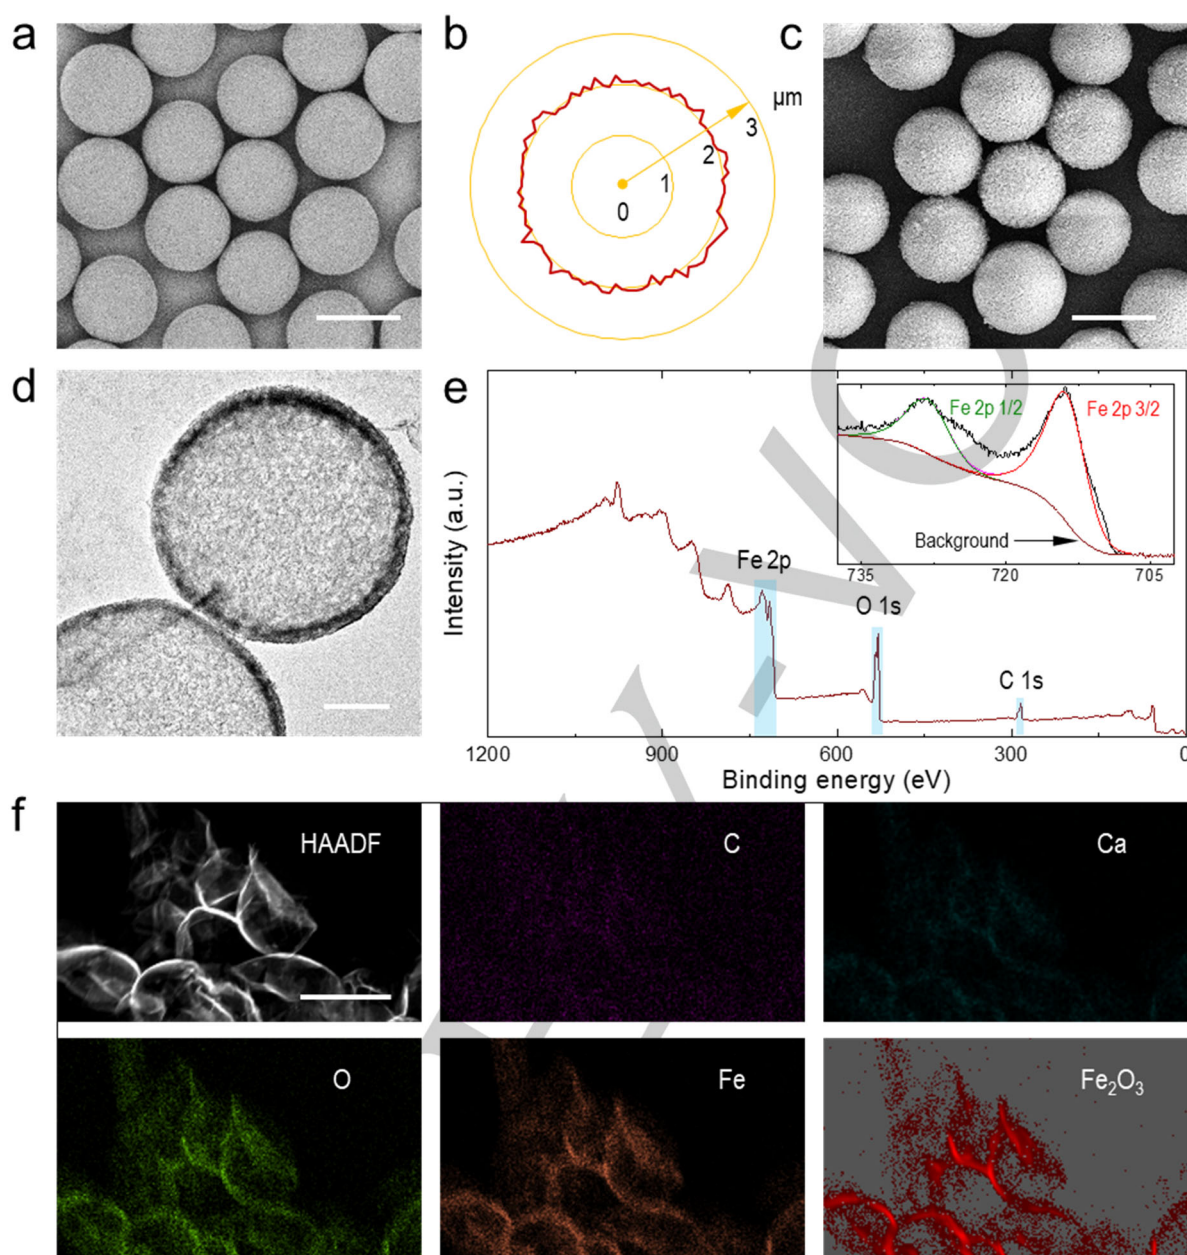 a
b
c
µm
3
2
1
0
d
e
Fe 2p 1/2
Fe 2p 3/2
Background
735
720
705
Fe 2p
O 1s
C 1s
Intensity (a.u.)
1200
900
600
300
0
Binding energy (eV)
f
HAADF
C
Ca
O
Fe
Fe₂O₃